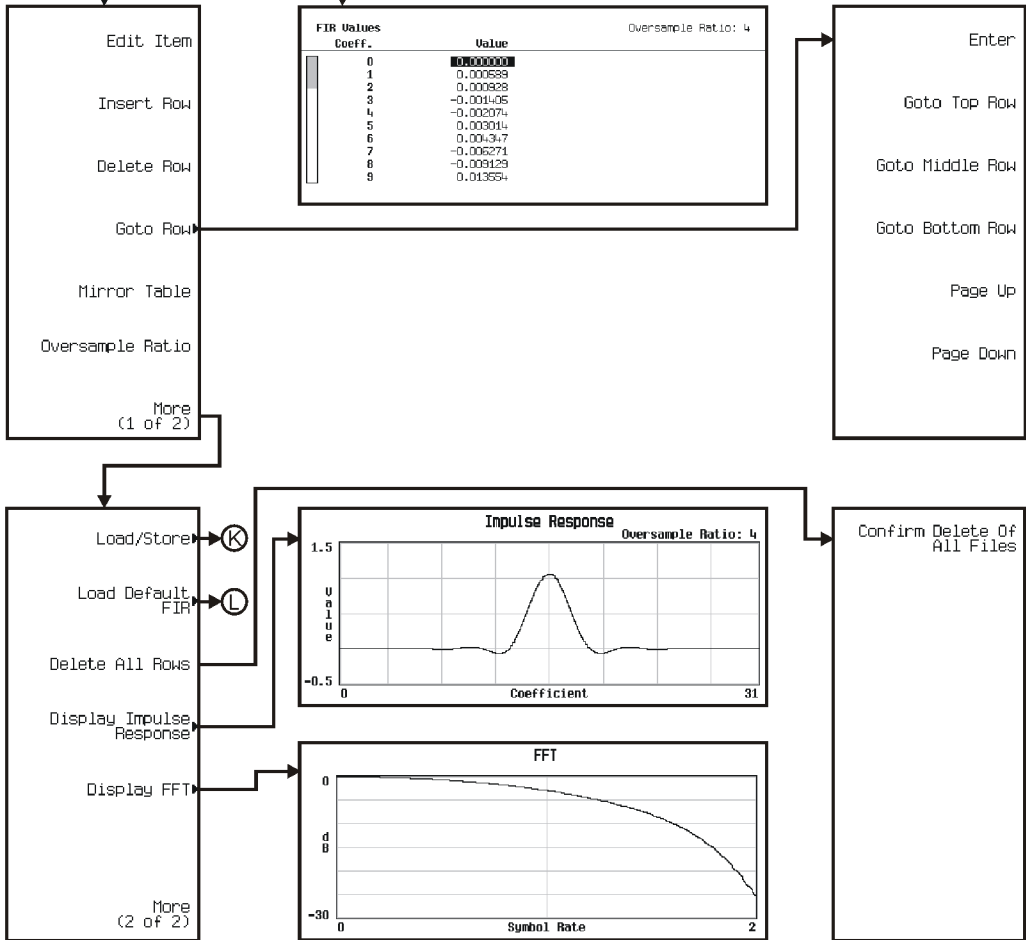 Edit Item
Insert Row
Delete Row
Goto Row
Mirror Table
Oversample Ratio
More
(1 of 2)
FIR Values Oversample Ratio: 4
Coeff. Value
0 0.000000
1 0.000589
2 0.000928
3 -0.001405
4 -0.002074
5 0.003014
6 0.004347
7 -0.006271
8 -0.009129
9 0.013554
Enter
Goto Top Row
Goto Middle Row
Goto Bottom Row
Page Up
Page Down
Load/Store
K
Load Default
FIR
L
Delete All Rows
Display Impulse
Response
Display FFT
More
(2 of 2)
Impulse Response
Oversample Ratio: 4
1.5
Value
-0.5
0 Coefficient 31
FFT
0
dB
-30
0 Symbol Rate 2
Confirm Delete Of
All Files